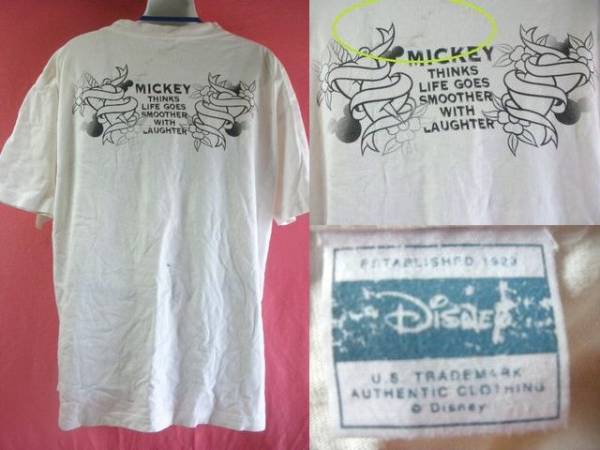 MICKEY
THINKS
LIFE GOES
SMOOTHER
WITH
LAUGHTER
MICKEY
THINKS
LIFE GOES
SMOOTHER
WITH
LAUGHTER
ESTABLISHED 1923
Disney
U.S. TRADEMARK
AUTHENTIC CLOTHING
© Disney